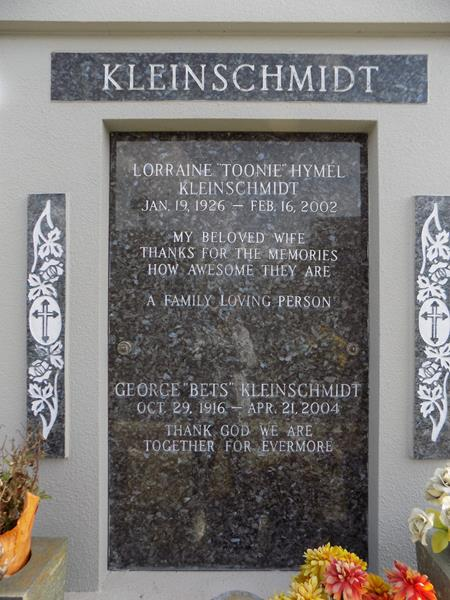 KLEINSCHMIDT
LORRAINE "TOONIE" HYMEL
KLEINSCHMIDT
JAN. 19, 1926 — FEB. 16, 2002
MY BELOVED WIFE
THANKS FOR THE MEMORIES
HOW AWESOME THEY ARE
A FAMILY LOVING PERSON
GEORGE "BETS" KLEINSCHMIDT
OCT. 29, 1916 — APR. 21, 2004
THANK GOD WE ARE
TOGETHER FOR EVERMORE